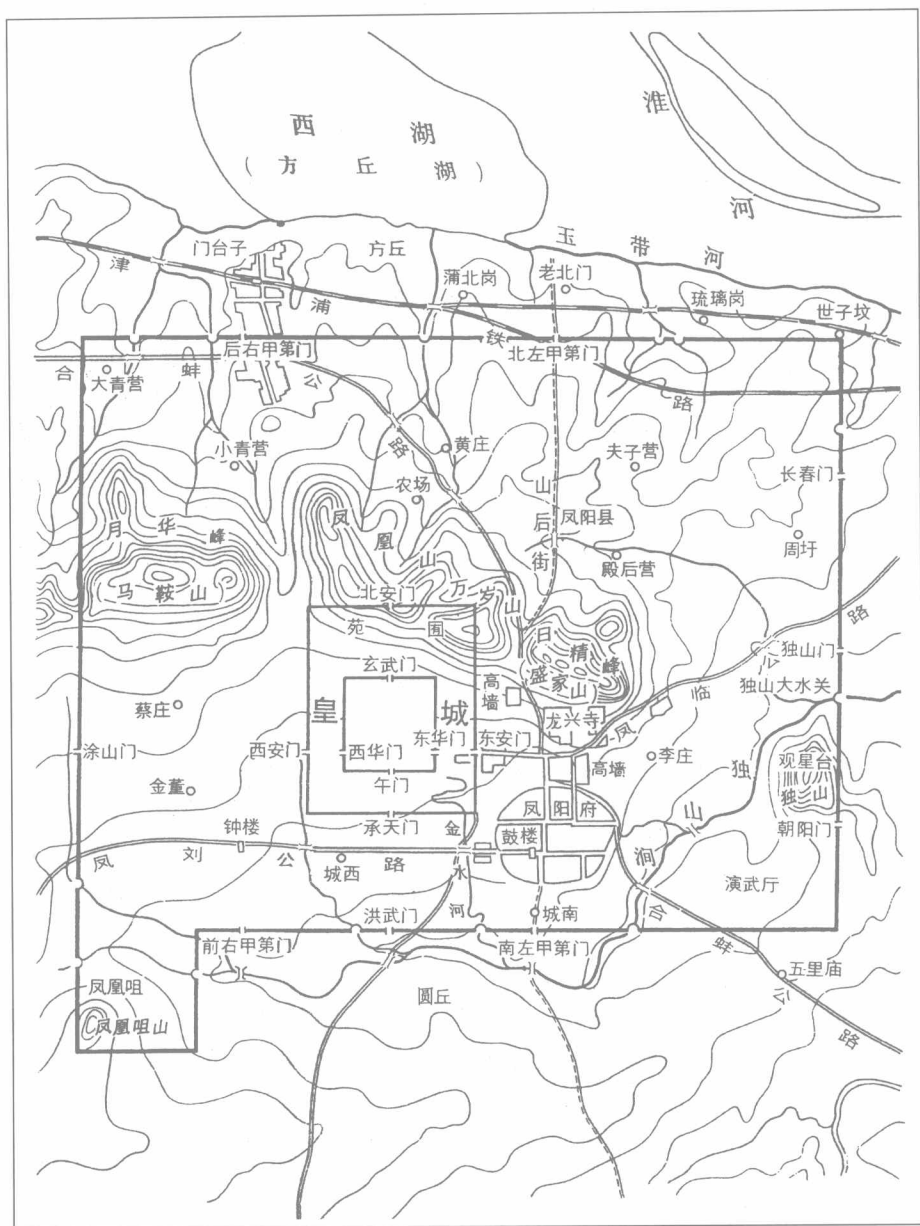 西湖
（方丘湖）
淮河
玉带河
门台子
方丘
老北门
蒲北岗
琉璃岗
世子坟
津浦铁路
后右甲第门
北左甲第门
合蚌公路
大青营
小青营
黄庄
夫子营
长春门
农场
山后街
凤阳县
周圩
殿后营
月华峰
马鞍山
凤凰山
万岁山
北安门
苑囿
日精峰
盛家山
独山门
独山大水关
玄武门
高墙
皇城
蔡庄
龙兴寺
凤临公路
涂山门
西安门
西华门
东华门
东安门
高墙
李庄
观星台
独山
金董
午门
凤阳府
独山涧
朝阳门
承天门
钟楼
鼓楼
金水河
凤刘公路
城西
演武厅
洪武门
城南
合蚌公路
前右甲第门
南左甲第门
五里庙
凤凰咀
凤凰咀山
圆丘